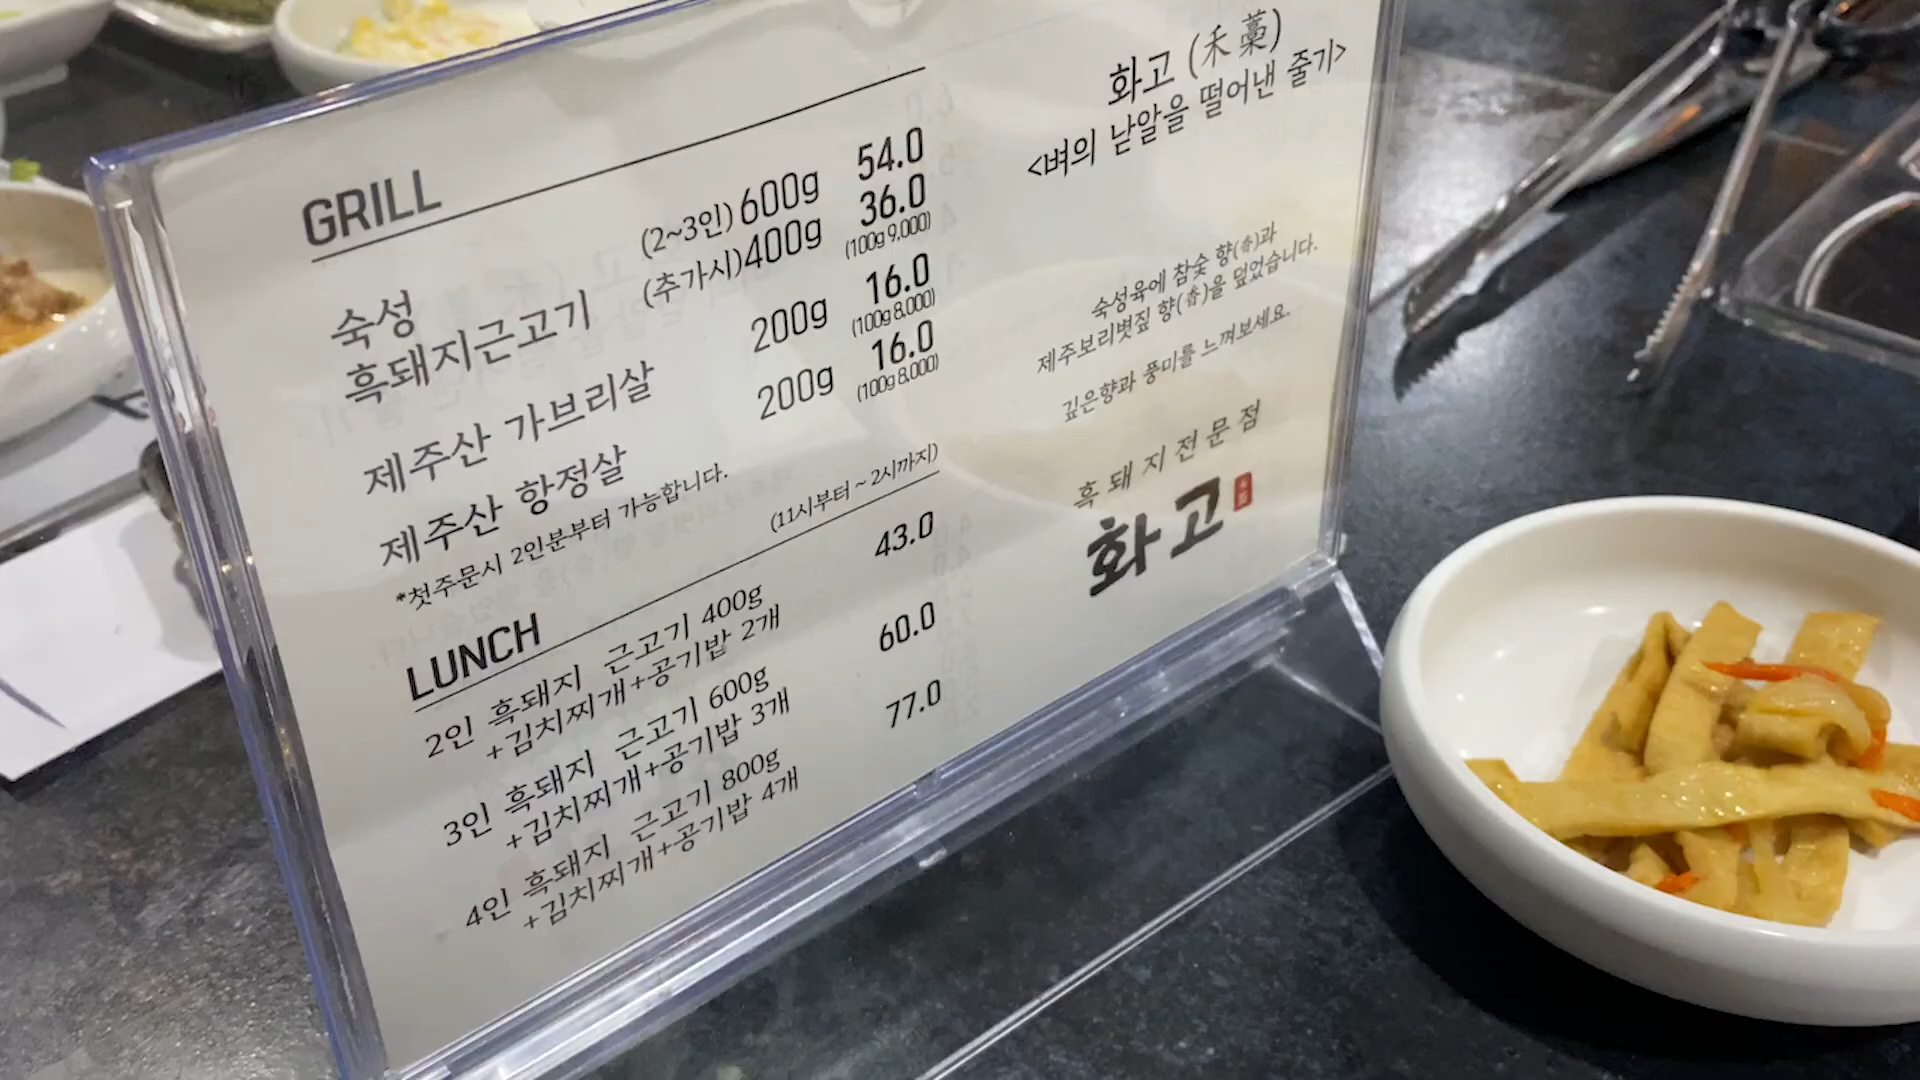 GRILL
숙성
흑돼지근고기
(2~3인) 600g 54.0
(추가시)400g 36.0
(100g 9,000)
제주산 가브리살 200g 16.0
(100g 8,000)
제주산 항정살 200g 16.0
(100g 8,000)
*첫주문시 2인분부터 가능합니다.
LUNCH (11시부터 ~ 2시까지)
2인 흑돼지 근고기 400g 43.0
+김치찌개+공기밥 2개
3인 흑돼지 근고기 600g 60.0
+김치찌개+공기밥 3개
4인 흑돼지 근고기 800g 77.0
+김치찌개+공기밥 4개
화고 (禾藁)
<벼의 낟알을 떨어낸 줄기>
숙성육에 참숯 향(香)과
제주보리볏짚 향(香)을 덮었습니다.
깊은향과 풍미를 느껴보세요.
흑돼지전문점
화고